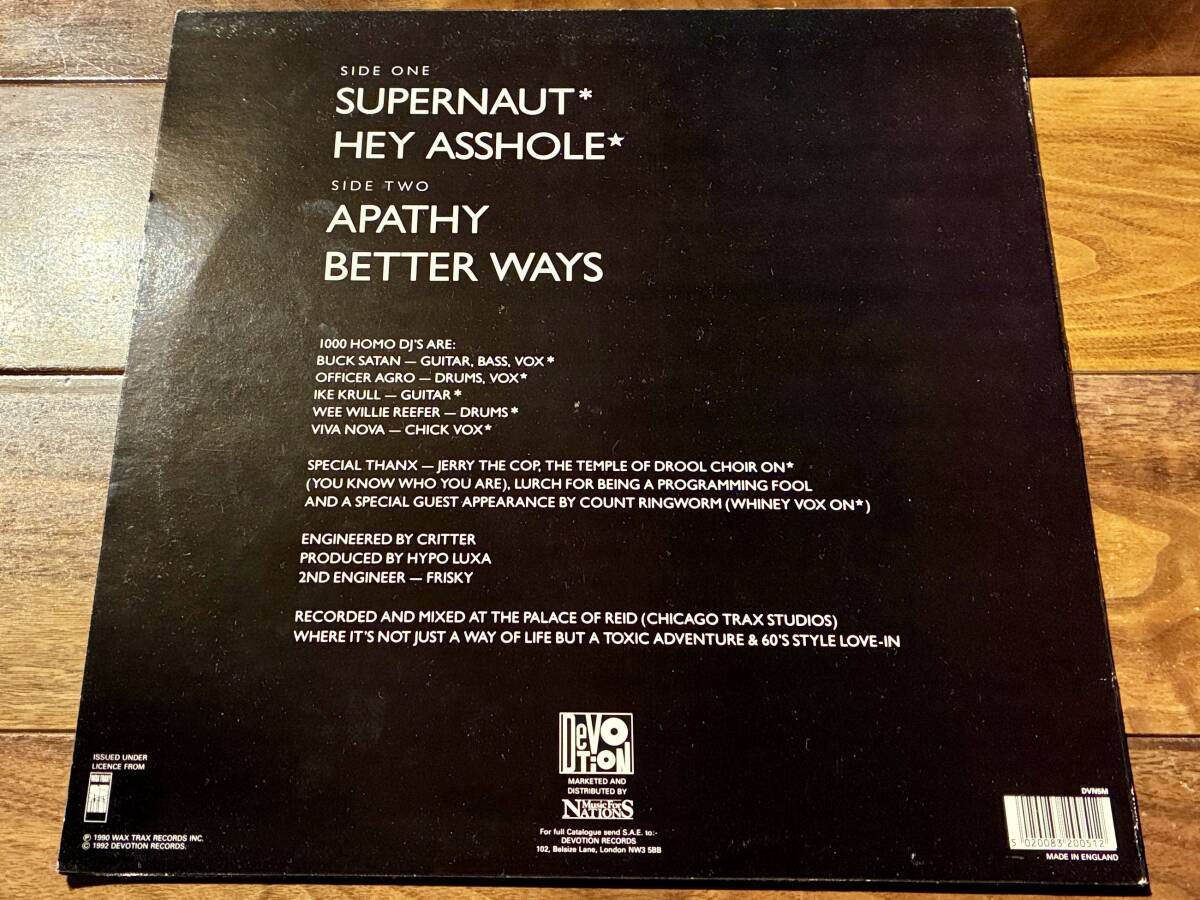 SIDE ONE
SUPERNAUT*
HEY ASSHOLE★
SIDE TWO
APATHY
BETTER WAYS
1000 HOMO DJ'S ARE:
BUCK SATAN — GUITAR, BASS, VOX*
OFFICER AGRO — DRUMS, VOX★
IKE KRULL — GUITAR*
WEE WILLIE REEFER — DRUMS*
VIVA NOVA — CHICK VOX★
SPECIAL THANX — JERRY THE COP, THE TEMPLE OF DROOL CHOIR ON★
(YOU KNOW WHO YOU ARE), LURCH FOR BEING A PROGRAMMING FOOL
AND A SPECIAL GUEST APPEARANCE BY COUNT RINGWORM (WHINEY VOX ON★)
ENGINEERED BY CRITTER
PRODUCED BY HYPO LUXA
2ND ENGINEER — FRISKY
RECORDED AND MIXED AT THE PALACE OF REID (CHICAGO TRAX STUDIOS)
WHERE IT'S NOT JUST A WAY OF LIFE BUT A TOXIC ADVENTURE & 60'S STYLE LOVE-IN
DEVOTION
MARKETED AND
DISTRIBUTED BY
Music For
NATIONS
For full Catalogue send S.A.E. to:-
DEVOTION RECORDS
102, Belsize Lane, London NW3 5BB
ISSUED UNDER
LICENCE FROM
WAX TRAX!
℗ 1990 WAX TRAX RECORDS INC.
© 1992 DEVOTION RECORDS.
DVN5M
5 020083 200512
MADE IN ENGLAND